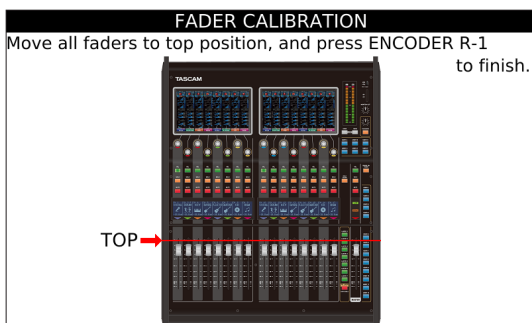 FADER CALIBRATION
Move all faders to top position, and press ENCODER R-1
to finish.
TASCAM
TOP